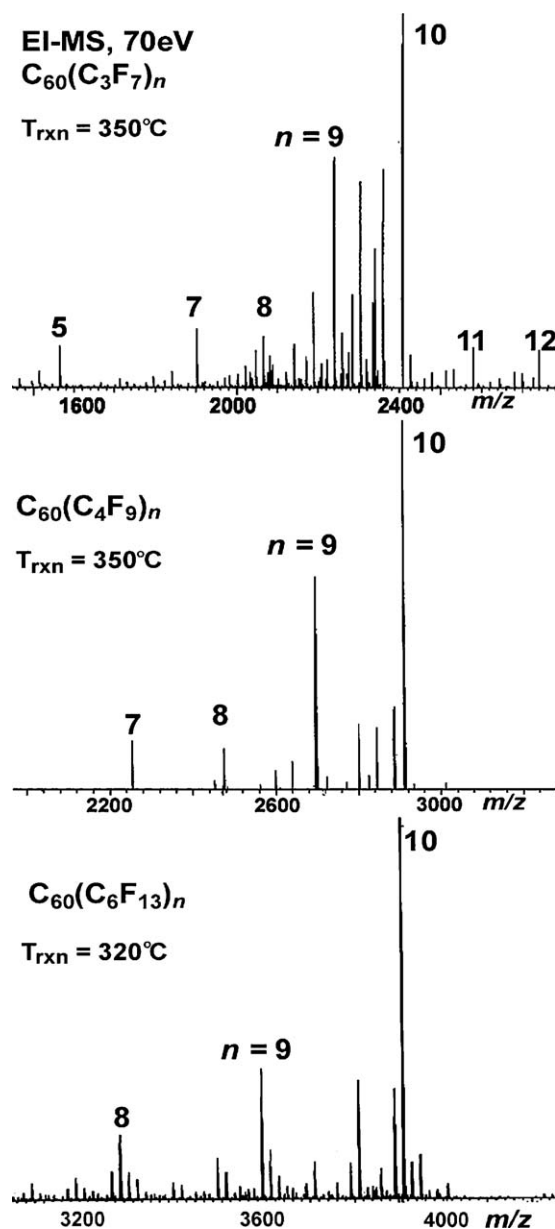 EI-MS, 70eV
C₆₀(C₃F₇)ₙ
Tᵣₓₙ = 350°C
10
n = 9
5
7
8
11
12
1600 2000 2400 m/z
C₆₀(C₄F₉)ₙ
Tᵣₓₙ = 350°C
10
n = 9
7
8
2200 2600 3000 m/z
C₆₀(C₆F₁₃)ₙ
Tᵣₓₙ = 320°C
10
n = 9
8
3200 3600 4000 m/z